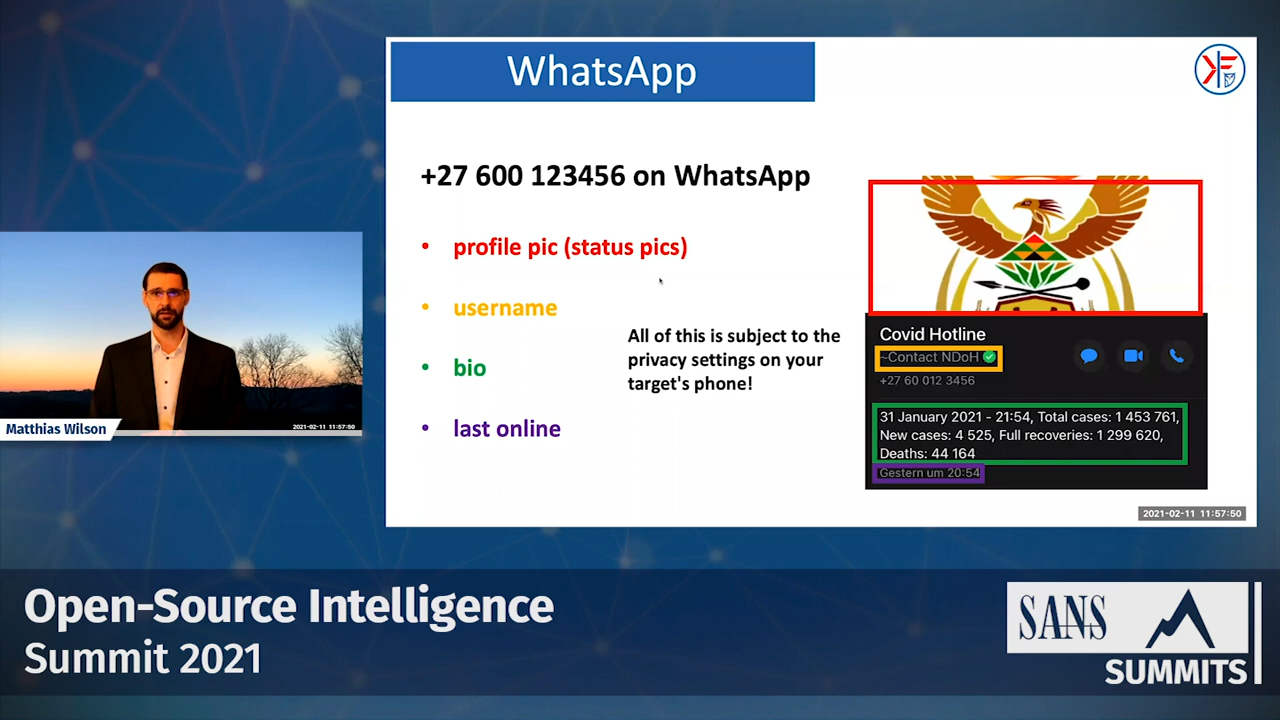 WhatsApp
+27 600 123456 on WhatsApp
• profile pic (status pics)
• username
• bio
• last online
All of this is subject to the
privacy settings on your
target's phone!
Covid Hotline
~Contact NDoH
+27 60 012 3456
31 January 2021 - 21:54, Total cases: 1 453 761,
New cases: 4 525, Full recoveries: 1 299 620,
Deaths: 44 164
Gestern um 20:54
2021-02-11 11:57:50
Matthias Wilson
2021-02-11 11:57:50
Open-Source Intelligence
Summit 2021
SANS
SUMMITS